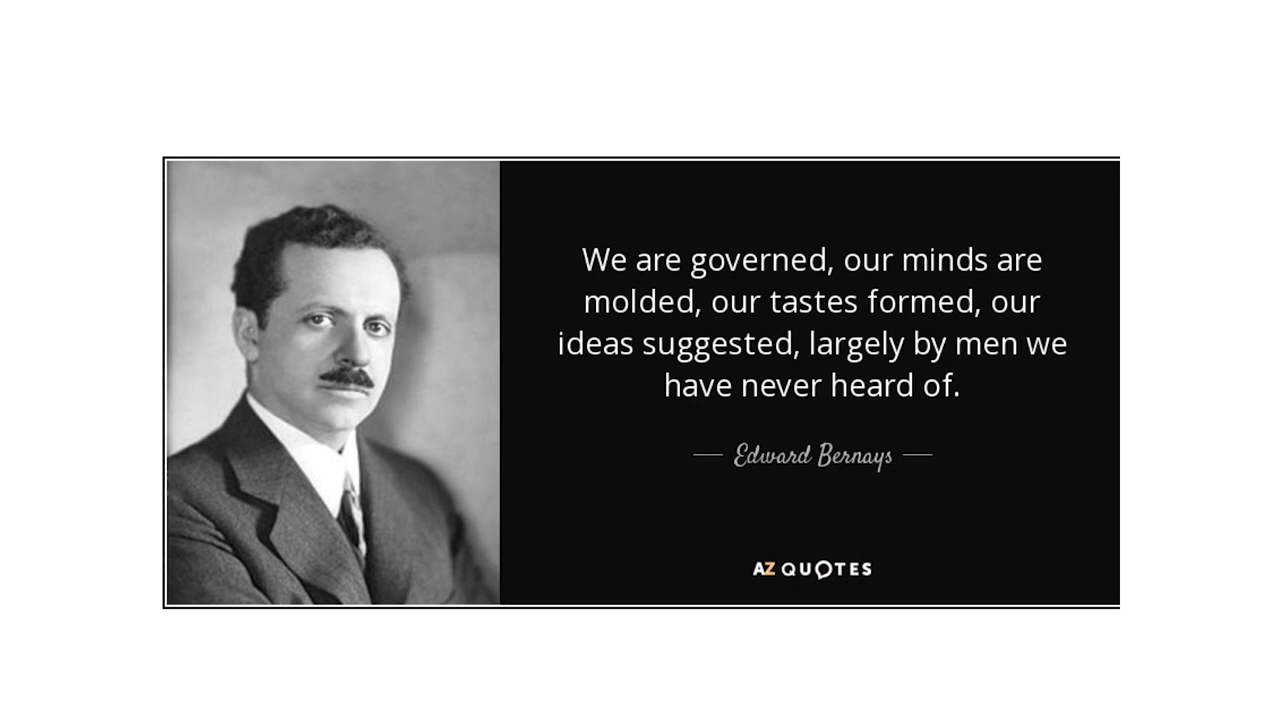 We are governed, our minds are
molded, our tastes formed, our
ideas suggested, largely by men we
have never heard of.
Edward Bernays
AZ QUOTES